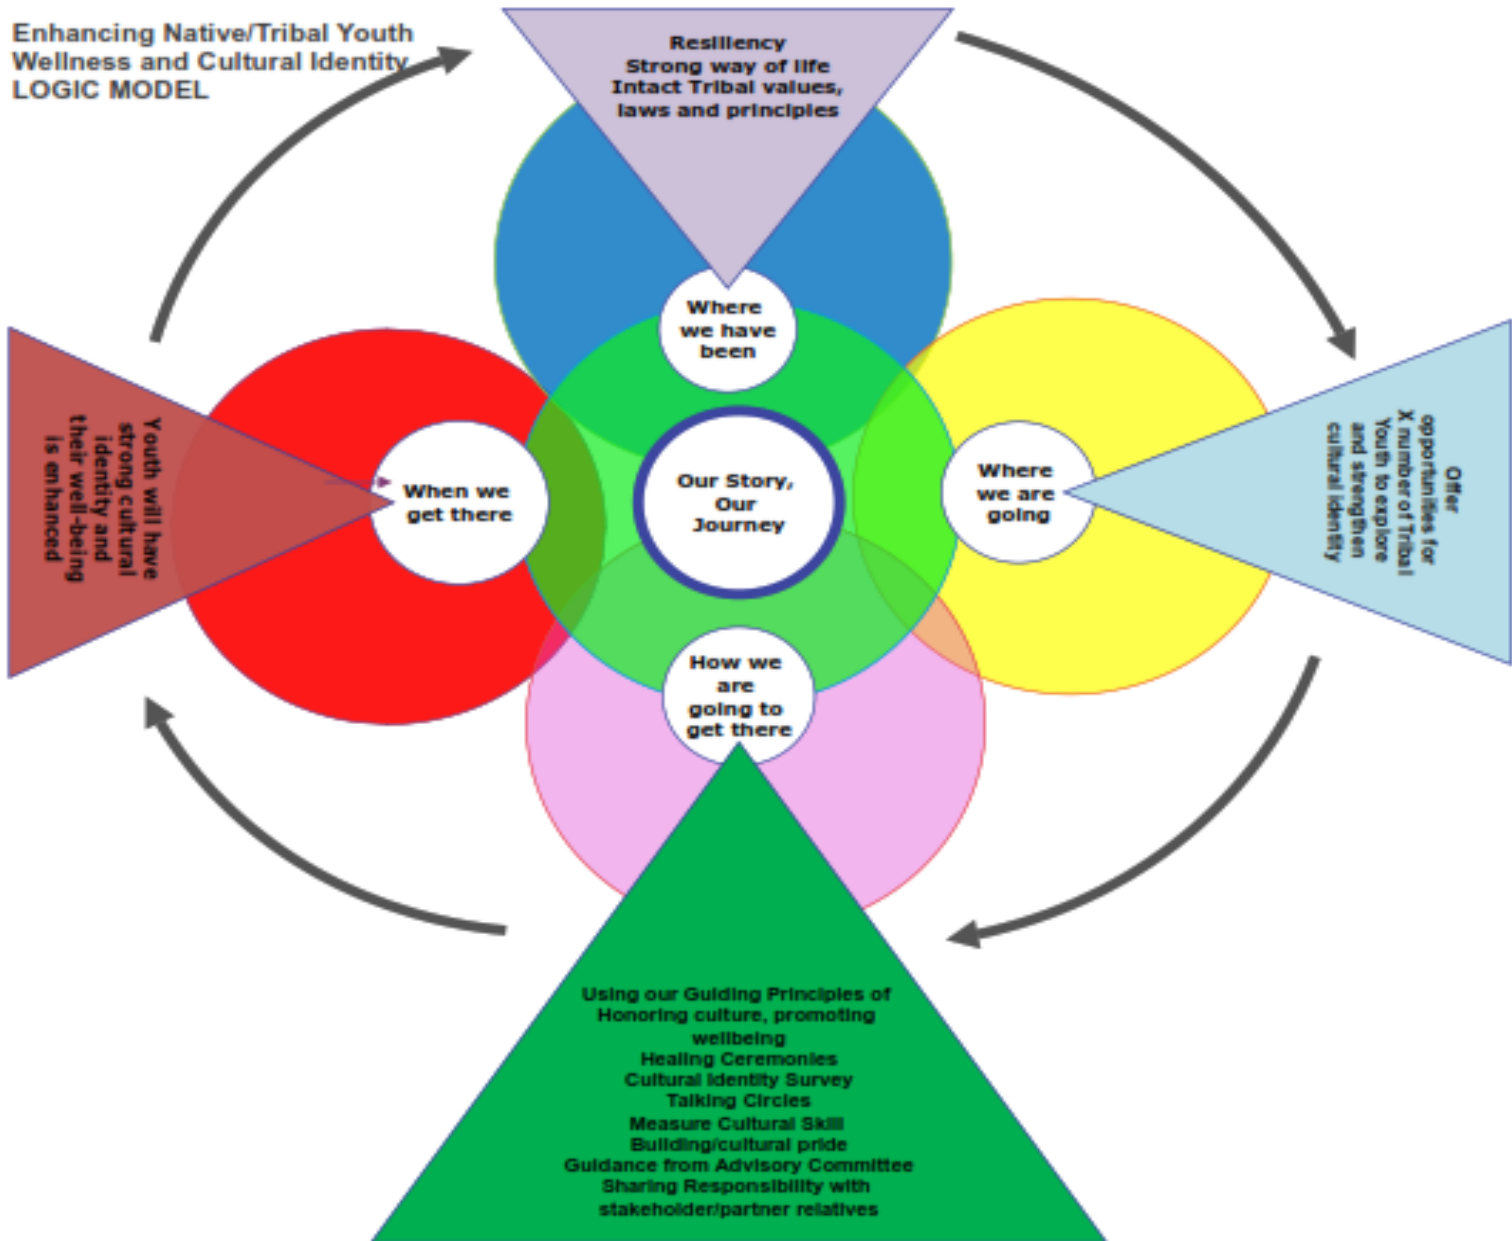 Enhancing Native/Tribal Youth
Wellness and Cultural Identity
LOGIC MODEL
Resiliency
Strong way of life
Intact Tribal values,
laws and principles
Where
we have
been
Our Story,
Our
Journey
Where
we are
going
Offer
opportunities for
X number of Tribal
Youth to explore
and strengthen
cultural identity
How we
are
going to
get there
Using our Guiding Principles of
Honoring culture, promoting
wellbeing
Healing Ceremonies
Cultural Identity Survey
Talking Circles
Measure Cultural Skill
Building/cultural pride
Guidance from Advisory Committee
Sharing Responsibility with
stakeholder/partner relatives
When we
get there
Youth will have
strong cultural
identity and
their well-being
is enhanced